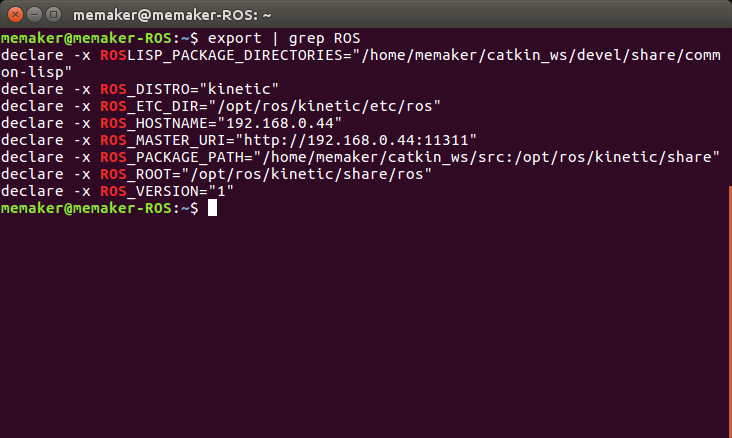 memaker@memaker-ROS: ~
memaker@memaker-ROS:~$ export | grep ROS
declare -x ROSLISP_PACKAGE_DIRECTORIES="/home/memaker/catkin_ws/devel/share/comm
on-lisp"
declare -x ROS_DISTRO="kinetic"
declare -x ROS_ETC_DIR="/opt/ros/kinetic/etc/ros"
declare -x ROS_HOSTNAME="192.168.0.44"
declare -x ROS_MASTER_URI="http://192.168.0.44:11311"
declare -x ROS_PACKAGE_PATH="/home/memaker/catkin_ws/src:/opt/ros/kinetic/share"
declare -x ROS_ROOT="/opt/ros/kinetic/share/ros"
declare -x ROS_VERSION="1"
memaker@memaker-ROS:~$